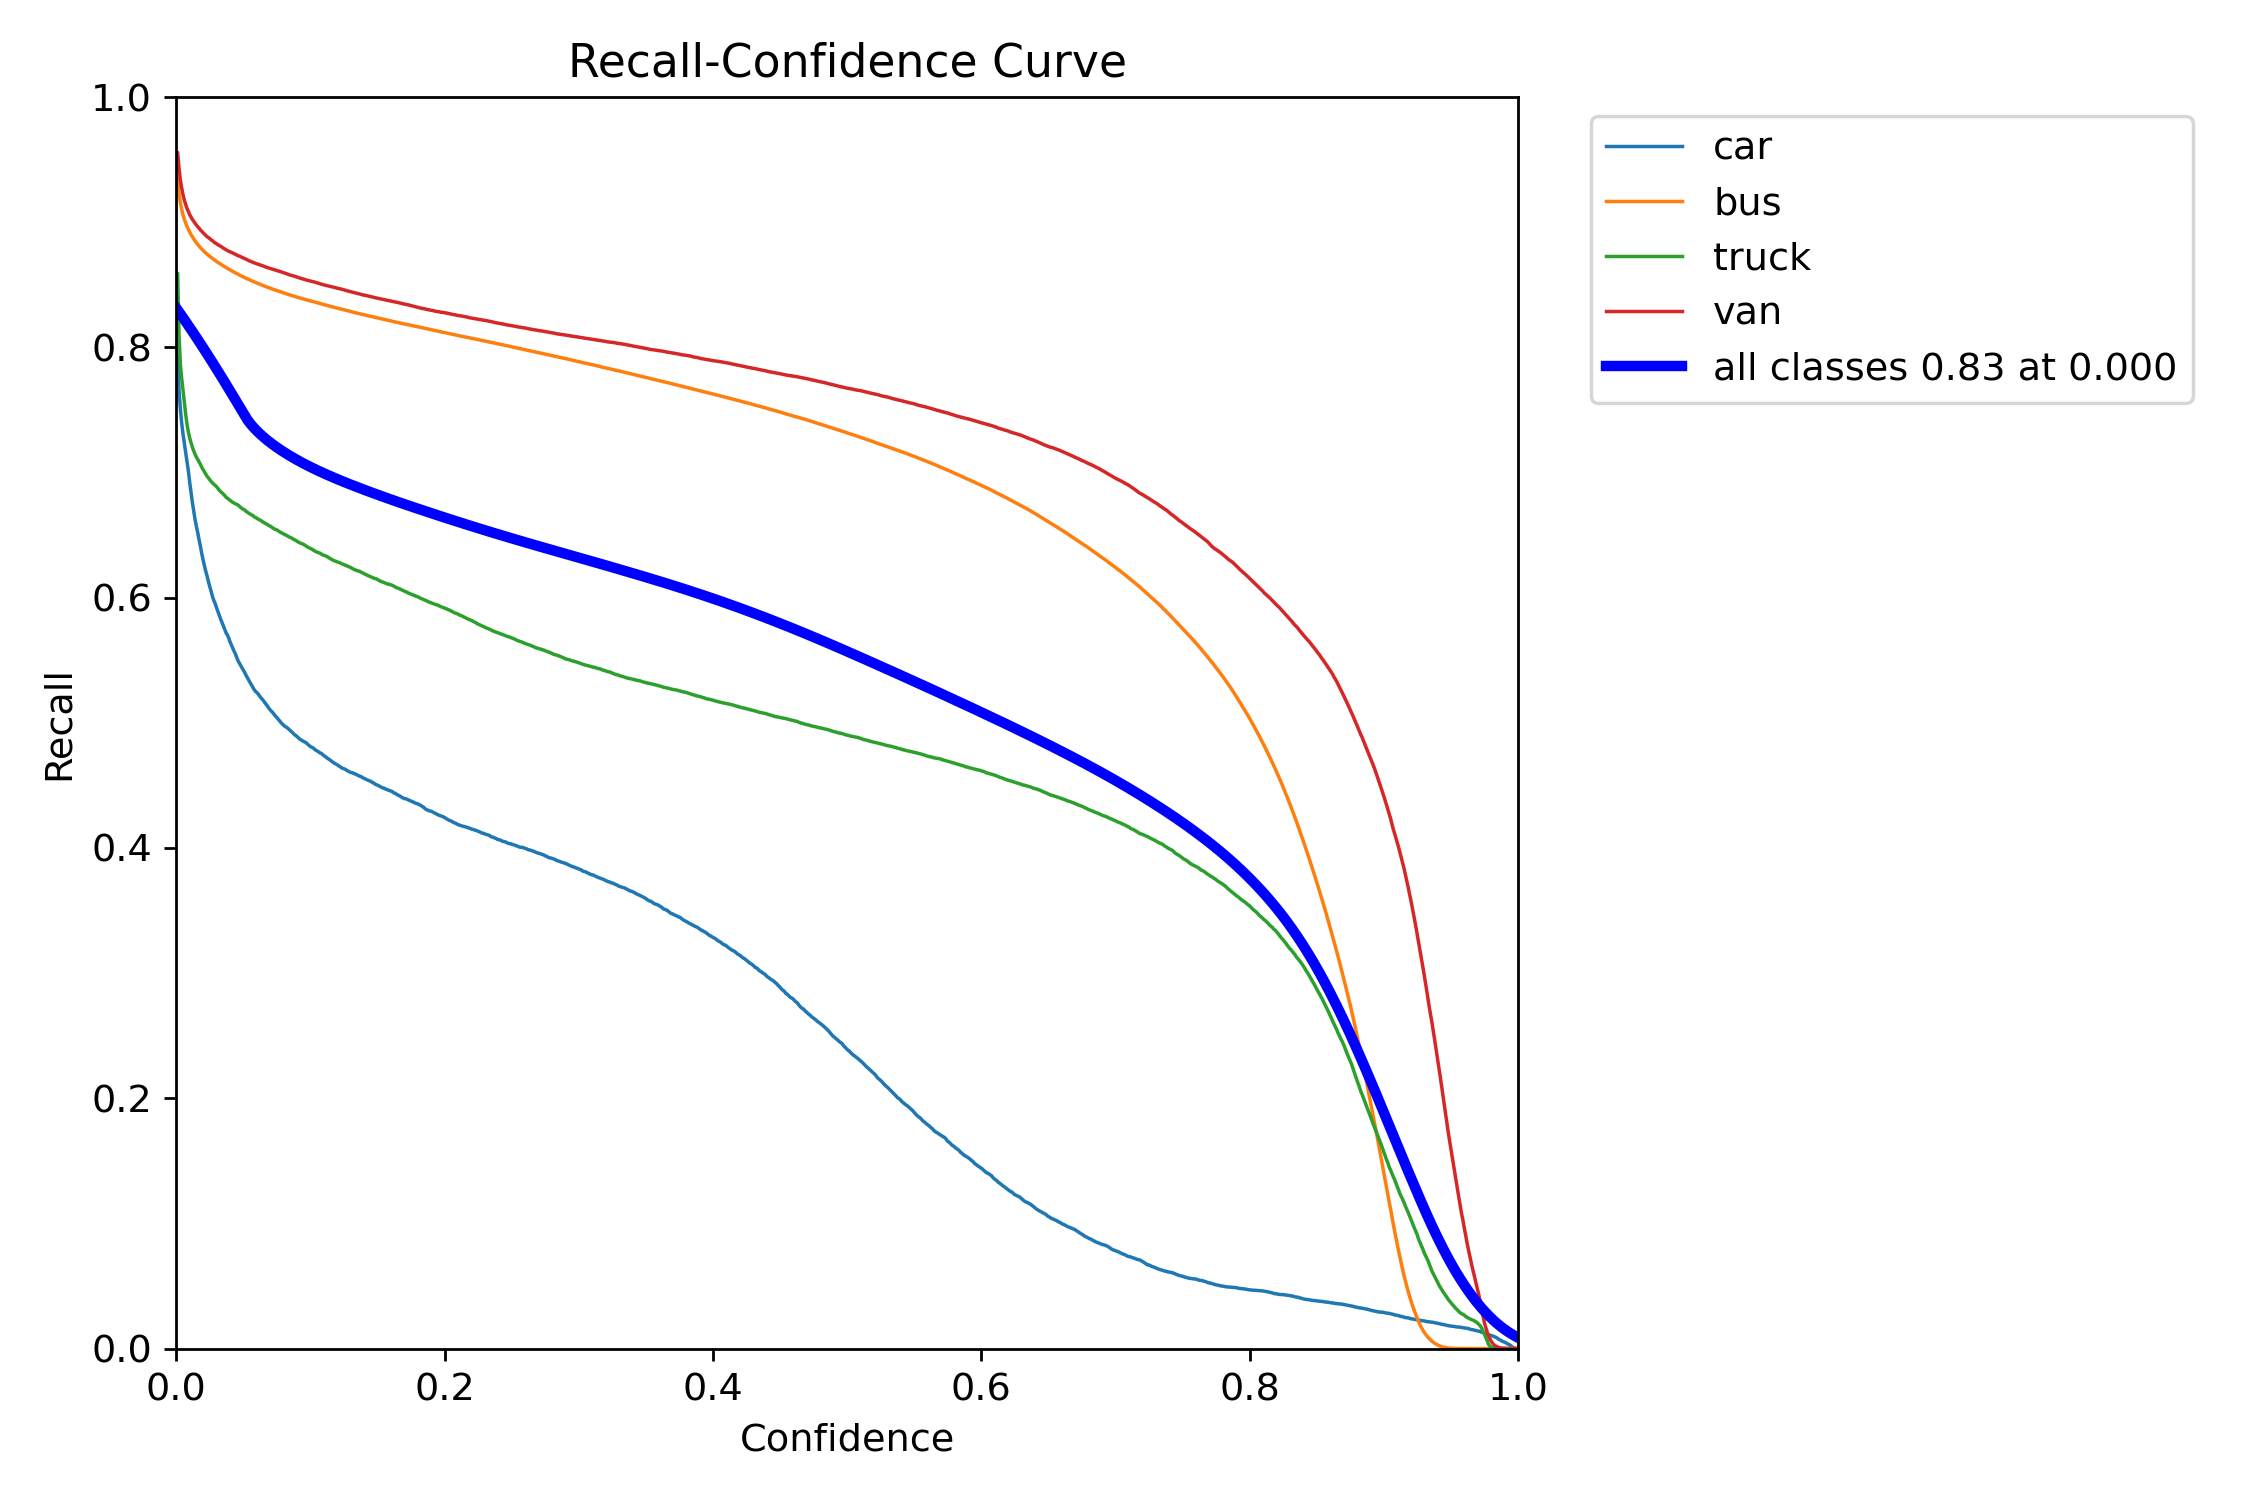 Recall-Confidence Curve
1.0
0.8
0.6
0.4
0.2
0.0
Recall
0.0 0.2 0.4 0.6 0.8 1.0
Confidence
car
bus
truck
van
all classes 0.83 at 0.000